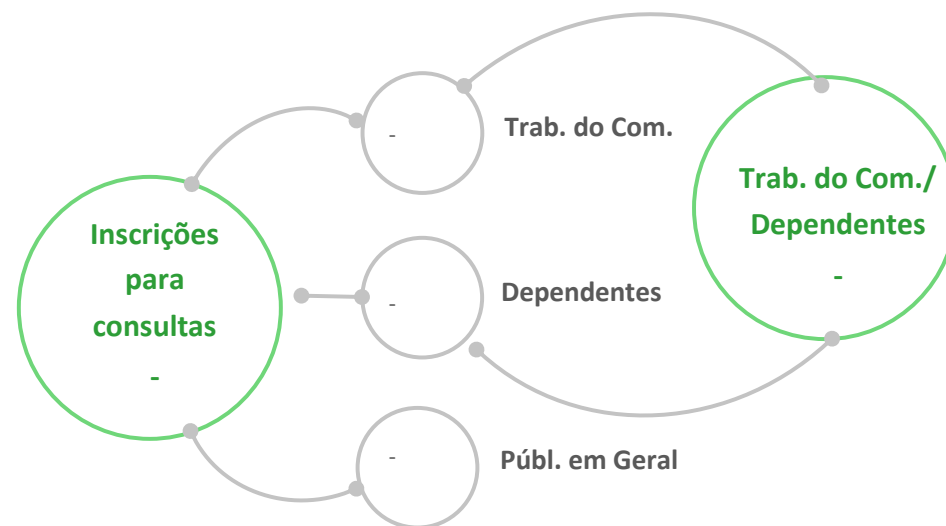 Inscrições
para
consultas
-
-
Trab. do Com.
-
Dependentes
-
Públ. em Geral
Trab. do Com./
Dependentes
-